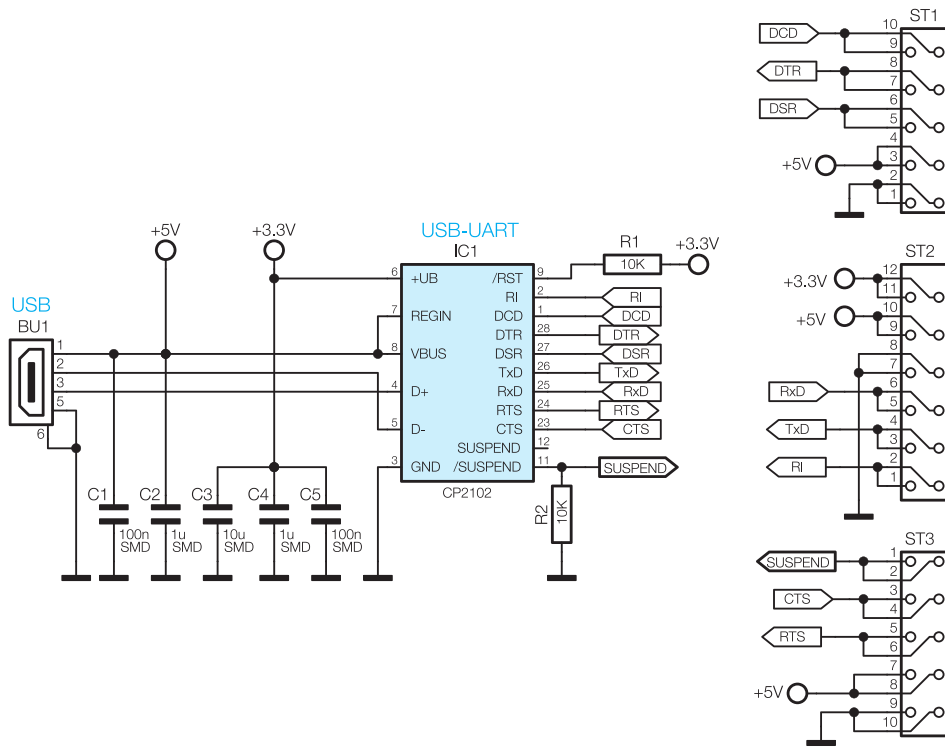 ST1
DCD
10
9
DTR
8
7
DSR
6
5
+5V
4
3
2
1
+5V
+3.3V
USB-UART
IC1
R1
10K
+3.3V
USB
BU1
1
2
3
5
6
6 +UB
7 REGIN
8 VBUS
4 D+
5 D-
3 GND
/RST 9
RI 2 RI
DCD 1 DCD
DTR 28 DTR
DSR 27 DSR
TxD 26 TxD
RxD 25 RxD
RTS 24 RTS
CTS 23 CTS
SUSPEND 12
/SUSPEND 11 SUSPEND
CP2102
R2
10K
C1
100n
SMD
C2
1u
SMD
C3
10u
SMD
C4
1u
SMD
C5
100n
SMD
ST2
+3.3V
12
11
+5V
10
9
8
7
RxD
6
5
TxD
4
3
RI
2
1
ST3
SUSPEND
1
2
CTS
3
4
RTS
5
6
+5V
7
8
9
10